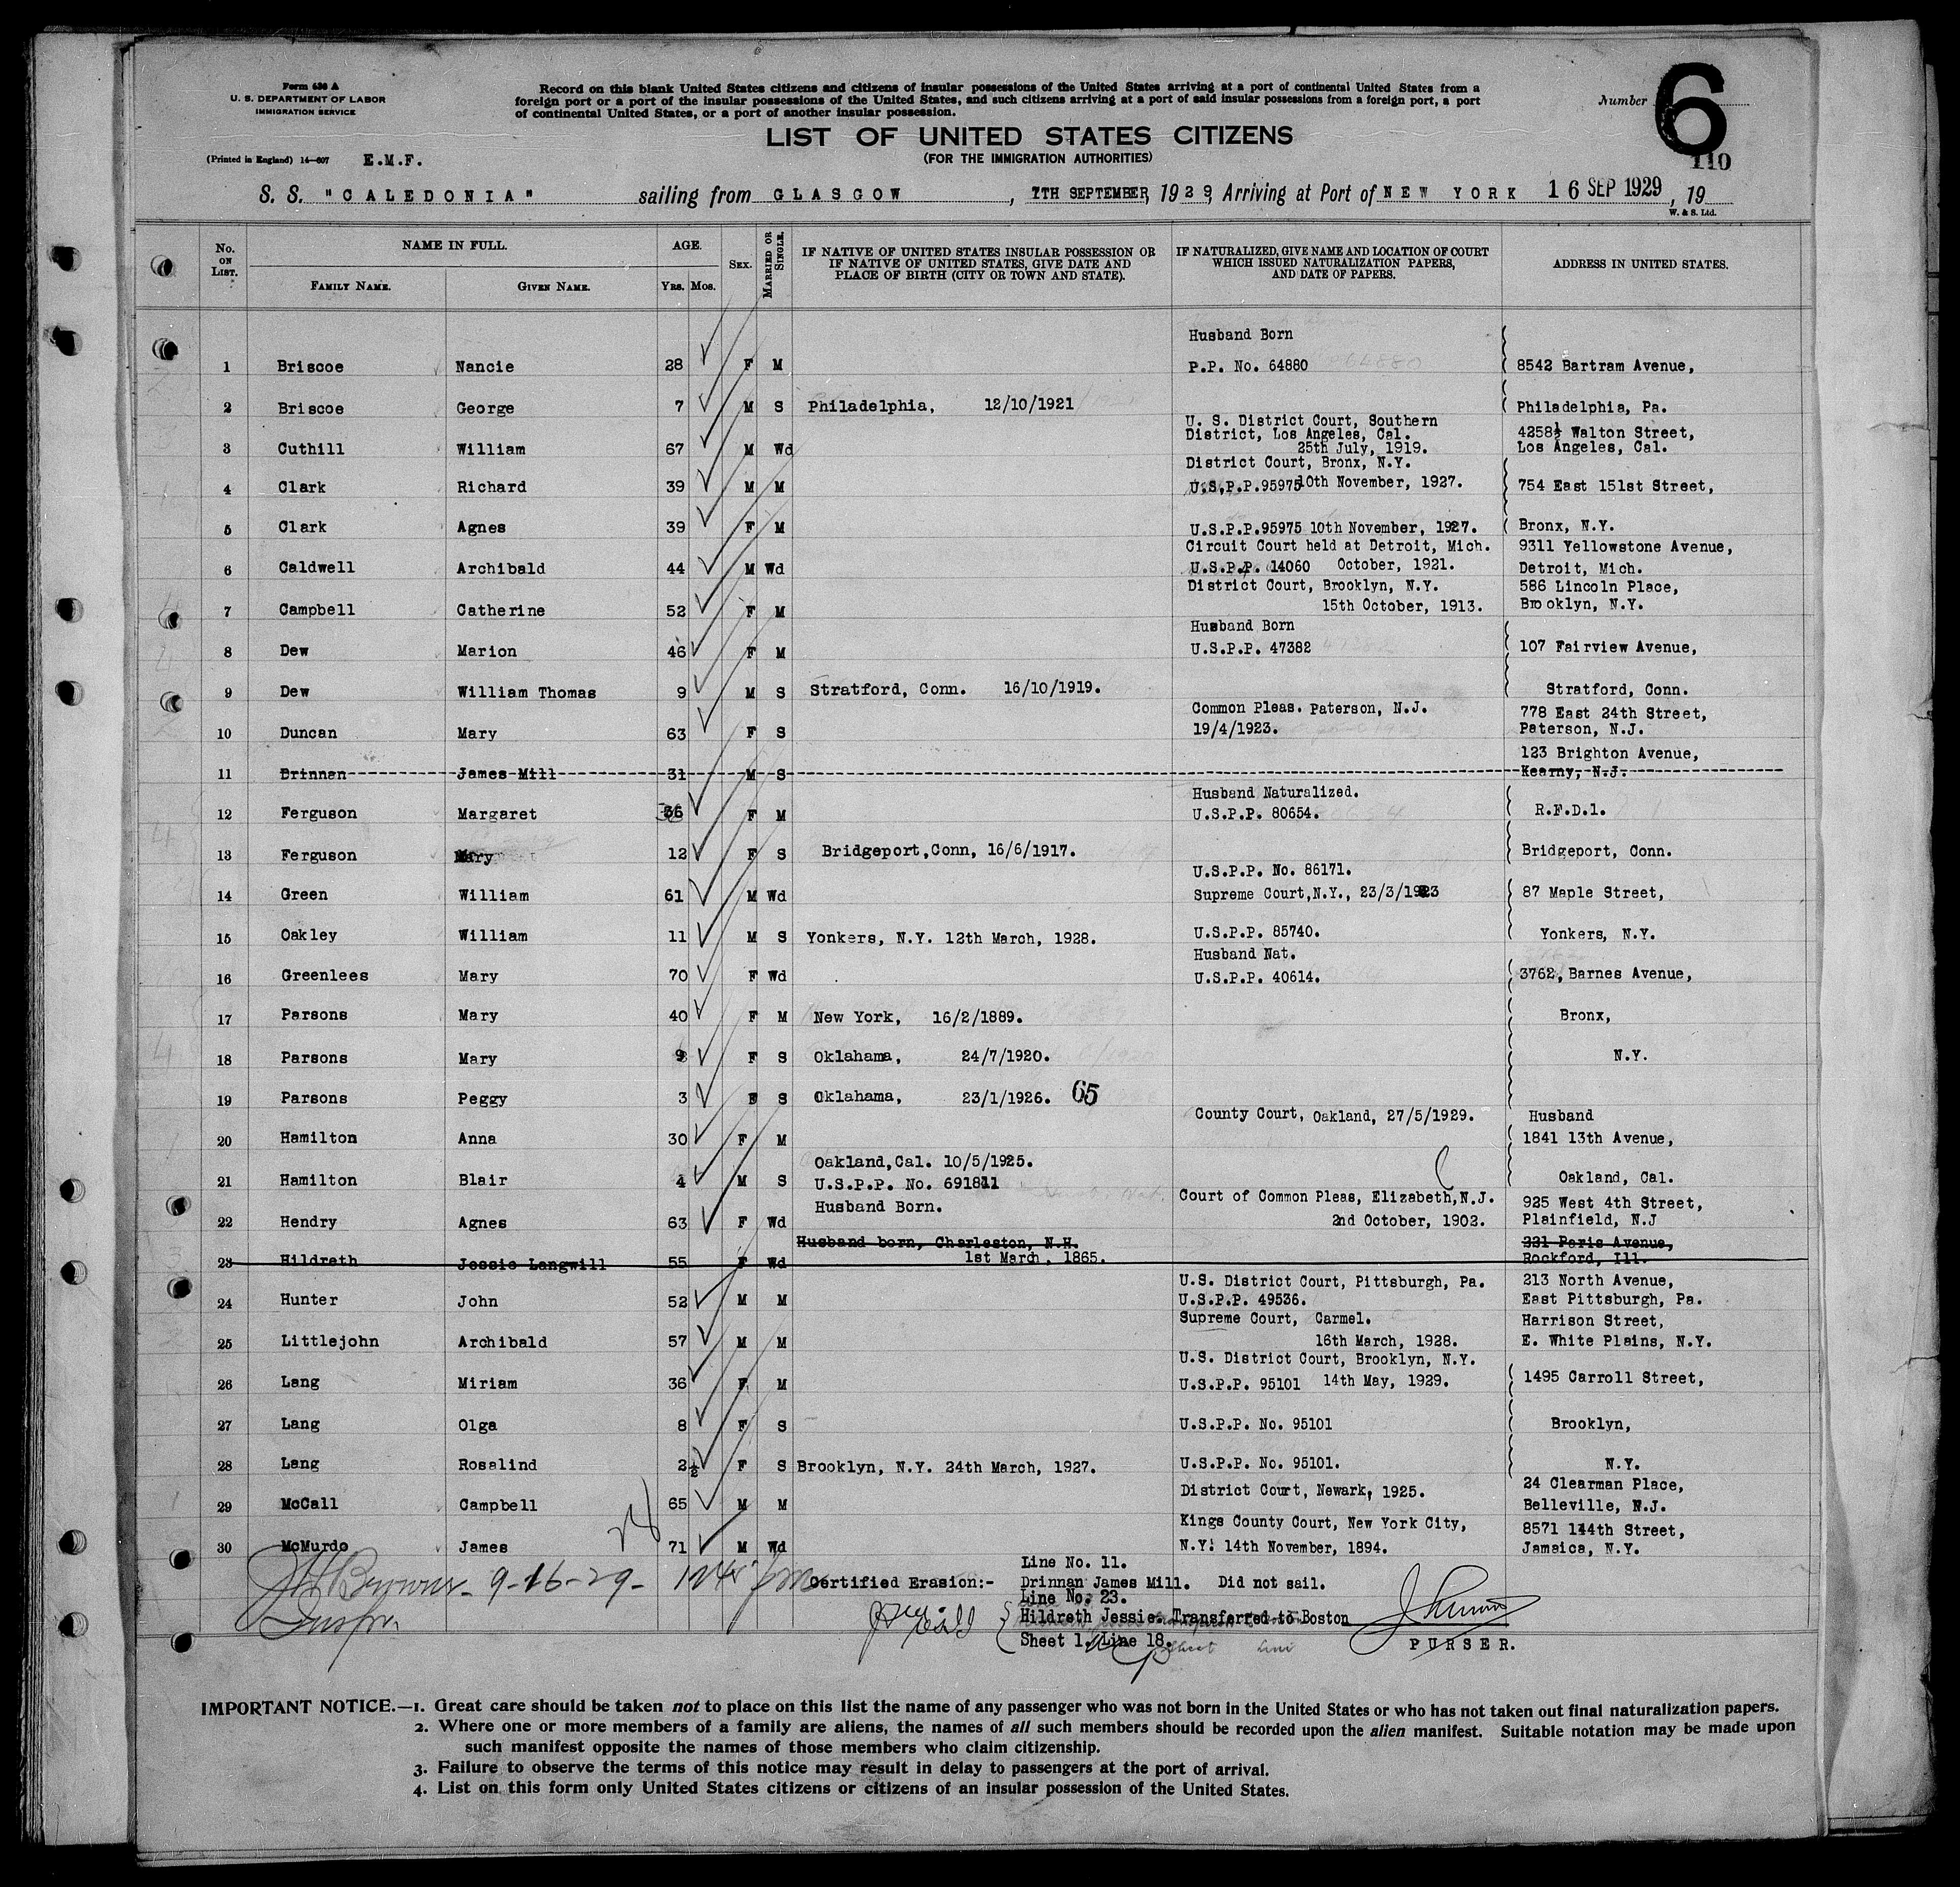 Form 630 A
U. S. DEPARTMENT OF LABOR
IMMIGRATION SERVICE
Record on this blank United States citizens and citizens of insular possessions of the United States arriving at a port of continental United States from a
foreign port or a port of the insular possessions of the United States, and such citizens arriving at a port of said insular possessions from a foreign port, a port
of continental United States, or a port of another insular possession.
Number 6
110
LIST OF UNITED STATES CITIZENS
(FOR THE IMMIGRATION AUTHORITIES)
(Printed in England) 14—607 E.M.F.
S. S. "CALEDONIA" sailing from GLASGOW, 7TH SEPTEMBER, 1929, Arriving at Port of NEW YORK 16 SEP 1929, 19
W. & S. Ltd.
No. ON LIST. NAME IN FULL. AGE. SEX. MARRIED OR SINGLE. IF NATIVE OF UNITED STATES INSULAR POSSESSION OR IF NATIVE OF UNITED STATES, GIVE DATE AND PLACE OF BIRTH (CITY OR TOWN AND STATE). IF NATURALIZED, GIVE NAME AND LOCATION OF COURT WHICH ISSUED NATURALIZATION PAPERS, AND DATE OF PAPERS. ADDRESS IN UNITED STATES.
FAMILY NAME. GIVEN NAME. YRS. MOS.
Husband Born
1 Briscoe Nancie 28 F M P.P. No. 64880 8542 Bartram Avenue,
2 Briscoe George 7 M S Philadelphia, 12/10/1921 Philadelphia, Pa.
U. S. District Court, Southern
District, Los Angeles, Cal. 4258½ Walton Street,
3 Cuthill William 67 M Wd 25th July, 1919. Los Angeles, Cal.
District Court, Bronx, N.Y.
4 Clark Richard 39 M M U.S.P.P.95975 10th November, 1927. 754 East 151st Street,
5 Clark Agnes 39 F M U.S.P.P.95975 10th November, 1927. Bronx, N.Y.
Circuit Court held at Detroit, Mich. 9311 Yellowstone Avenue,
6 Caldwell Archibald 44 M Wd U.S.P.P. 14060 October, 1921. Detroit, Mich.
District Court, Brooklyn, N.Y. 586 Lincoln Place,
7 Campbell Catherine 52 F M 15th October, 1913. Brooklyn, N.Y.
Husband Born
8 Dew Marion 46 F M U.S.P.P. 47382 107 Fairview Avenue,
9 Dew William Thomas 9 M S Stratford, Conn. 16/10/1919. Stratford, Conn.
Common Pleas. Paterson, N.J. 778 East 24th Street,
10 Duncan Mary 63 F S 19/4/1923. Paterson, N.J.
123 Brighton Avenue,
11 Drinnan James Mill 31 M S Kearny, N.J.
Husband Naturalized.
12 Ferguson Margaret 36 F M U.S.P.P. 80654. R.F.D.1.
13 Ferguson Mary 12 F S Bridgeport,Conn, 16/6/1917. Bridgeport, Conn.
U.S.P.P. No. 86171.
14 Green William 61 M Wd Supreme Court,N.Y., 23/3/1923 87 Maple Street,
15 Oakley William 11 M S Yonkers, N.Y. 12th March, 1928. U.S.P.P. 85740. Yonkers, N.Y.
Husband Nat.
16 Greenlees Mary 70 F Wd U.S.P.P. 40614. 3762, Barnes Avenue,
17 Parsons Mary 40 F M New York, 16/2/1889. Bronx,
18 Parsons Mary 9 F S Oklahama, 24/7/1920. N.Y.
19 Parsons Peggy 3 F S Oklahama, 23/1/1926. 65
County Court, Oakland, 27/5/1929. Husband
20 Hamilton Anna 30 F M 1841 13th Avenue,
Oakland,Cal. 10/5/1925.
21 Hamilton Blair 4 M S U.S.P.P. No. 691811 Oakland, Cal.
Husband Born. Court of Common Pleas, Elizabeth,N.J. 925 West 4th Street,
22 Hendry Agnes 63 F Wd 2nd October, 1902. Plainfield, N.J
Husband born, Charleston, N.H. 221 Paris Avenue,
23 Hildreth Jessie Langwill 55 F Wd 1st March, 1865. Rockford, Ill.
U.S. District Court, Pittsburgh, Pa. 213 North Avenue,
24 Hunter John 52 M M U.S.P.P. 49536. East Pittsburgh, Pa.
Supreme Court, Carmel. Harrison Street,
25 Littlejohn Archibald 57 M M 16th March, 1928. E. White Plains, N.Y.
U.S. District Court, Brooklyn, N.Y.
26 Lang Miriam 36 F M U.S.P.P. 95101 14th May, 1929. 1495 Carroll Street,
27 Lang Olga 8 F S U.S.P.P. No. 95101 Brooklyn,
28 Lang Rosalind 2½ F S Brooklyn, N.Y. 24th March, 1927. U.S.P.P. No. 95101. N.Y.
District Court, Newark, 1925. 24 Clearman Place,
29 McCall Campbell 65 M M Belleville, N.J.
Kings County Court, New York City, 8571 144th Street,
30 McMurdo James 71 M Wd N.Y. 14th November, 1894. Jamaica, N.Y.
9-16-29-
Line No. 11.
Certified Erasion:- Drinnan James Mill. Did not sail.
Line No. 23.
Hildreth Jessie. Transferred to Boston
Sheet 1. Line 18.
PURSER.
IMPORTANT NOTICE.—1. Great care should be taken not to place on this list the name of any passenger who was not born in the United States or who has not taken out final naturalization papers.
2. Where one or more members of a family are aliens, the names of all such members should be recorded upon the alien manifest. Suitable notation may be made upon
such manifest opposite the names of those members who claim citizenship.
3. Failure to observe the terms of this notice may result in delay to passengers at the port of arrival.
4. List on this form only United States citizens or citizens of an insular possession of the United States.